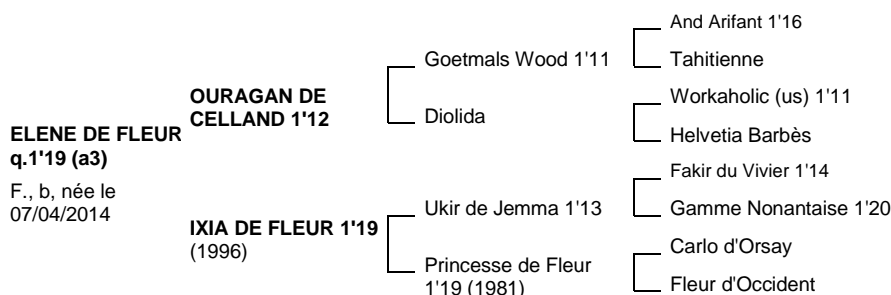 ELENE DE FLEUR
q.1'19 (a3)
F., b, née le
07/04/2014
OURAGAN DE
CELLAND 1'12
IXIA DE FLEUR 1'19
(1996)
Goetmals Wood 1'11
Diolida
Ukir de Jemma 1'13
Princesse de Fleur
1'19 (1981)
And Arifant 1'16
Tahitienne
Workaholic (us) 1'11
Helvetia Barbès
Fakir du Vivier 1'14
Gamme Nonantaise 1'20
Carlo d'Orsay
Fleur d'Occident